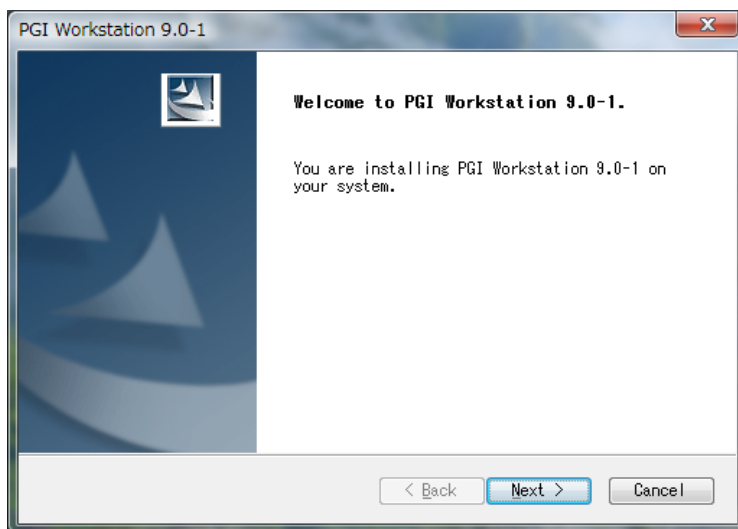 PGI Workstation 9.0-1
Welcome to PGI Workstation 9.0-1.
You are installing PGI Workstation 9.0-1 on
your system.
< Back
Next >
Cancel